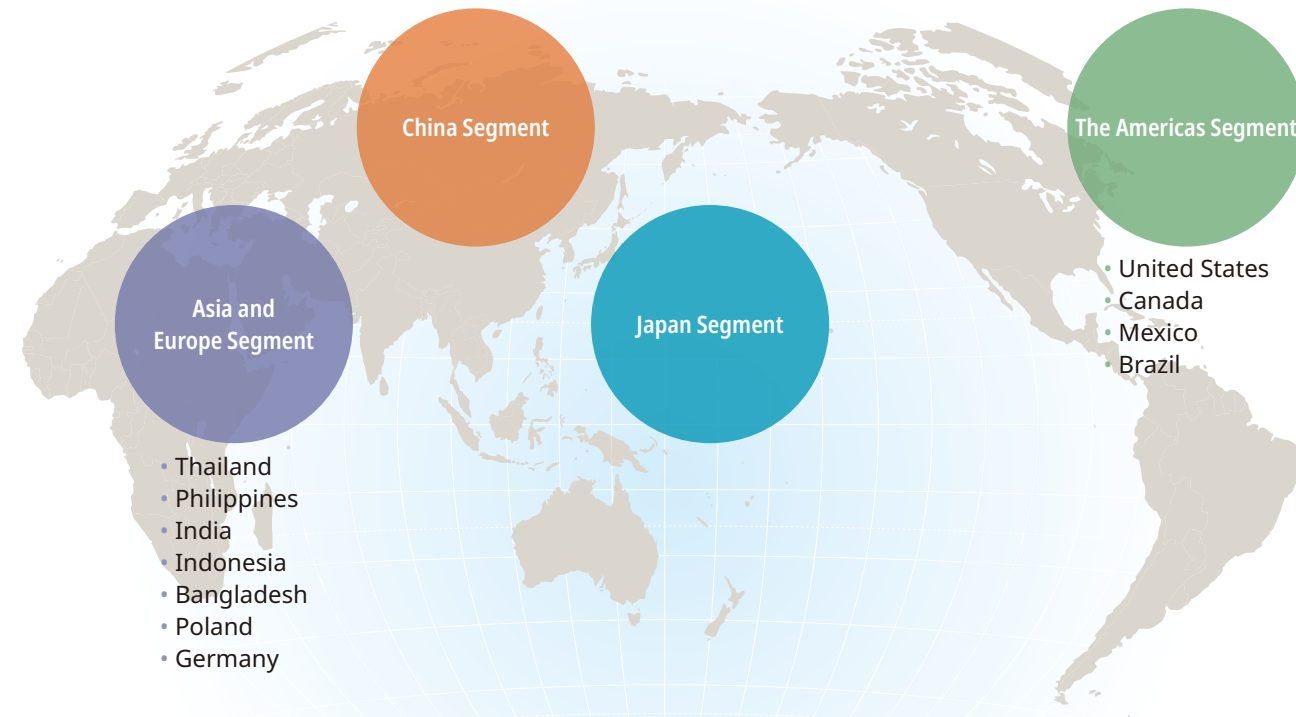 China Segment
The Americas Segment
• United States
• Canada
• Mexico
• Brazil
Asia and
Europe Segment
• Thailand
• Philippines
• India
• Indonesia
• Bangladesh
• Poland
• Germany
Japan Segment